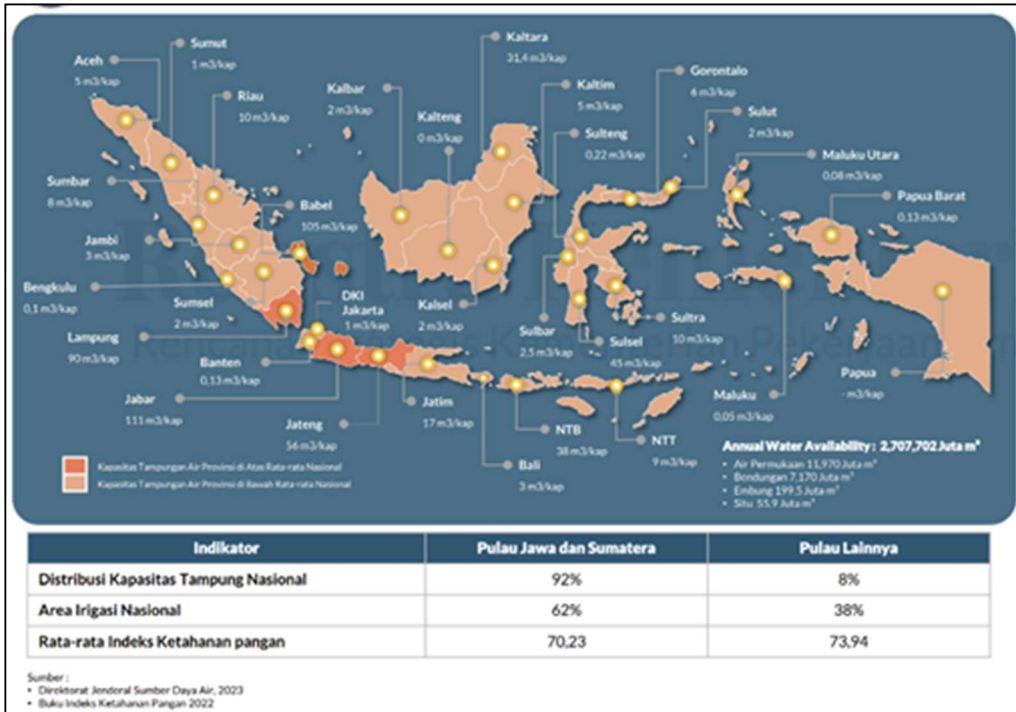 Sumut
1 m3/kap
Aceh
5 m3/kap
Riau
10 m3/kap
Kalbar
2 m3/kap
Kaltara
31,4 m3/kap
Kalteng
0 m3/kap
Kaltim
5 m3/kap
Gorontalo
6 m3/kap
Sulteng
0,22 m3/kap
Sulut
2 m3/kap
Maluku Utara
0,08 m3/kap
Papua Barat
0,13 m3/kap
Sumbar
8 m3/kap
Babel
105 m3/kap
Jambi
3 m3/kap
Bengkulu
0,1 m3/kap
Sumsel
2 m3/kap
DKI
Jakarta
1 m3/kap
Kalsel
2 m3/kap
Sulbar
2,5 m3/kap
Sultra
10 m3/kap
Sulsel
45 m3/kap
Lampung
90 m3/kap
Banten
0,13 m3/kap
Jabar
111 m3/kap
Jateng
56 m3/kap
Jatim
17 m3/kap
NTB
38 m3/kap
NTT
9 m3/kap
Bali
3 m3/kap
Maluku
0,05 m3/kap
Papua
- m3/kap
Kapasitas Tampungan Air Provinsi di Atas Rata-rata Nasional
Kapasitas Tampungan Air Provinsi di Bawah Rata-rata Nasional
Annual Water Availability : 2,707,702 Juta m³
• Air Permukaan 11,970 Juta m³
• Bendungan 7,170 Juta m³
• Embung 199.5 Juta m³
• Situ 55.9 Juta m³
Indikator Pulau Jawa dan Sumatera Pulau Lainnya
Distribusi Kapasitas Tampung Nasional 92% 8%
Area Irigasi Nasional 62% 38%
Rata-rata Indeks Ketahanan pangan 70,23 73,94
Sumber :
• Direktorat Jenderal Sumber Daya Air, 2023
• Buku Indeks Ketahanan Pangan 2022